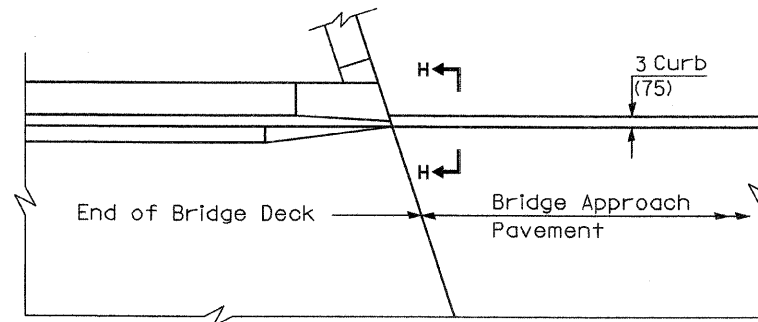 H
3 Curb
(75)
H
End of Bridge Deck
Bridge Approach
Pavement